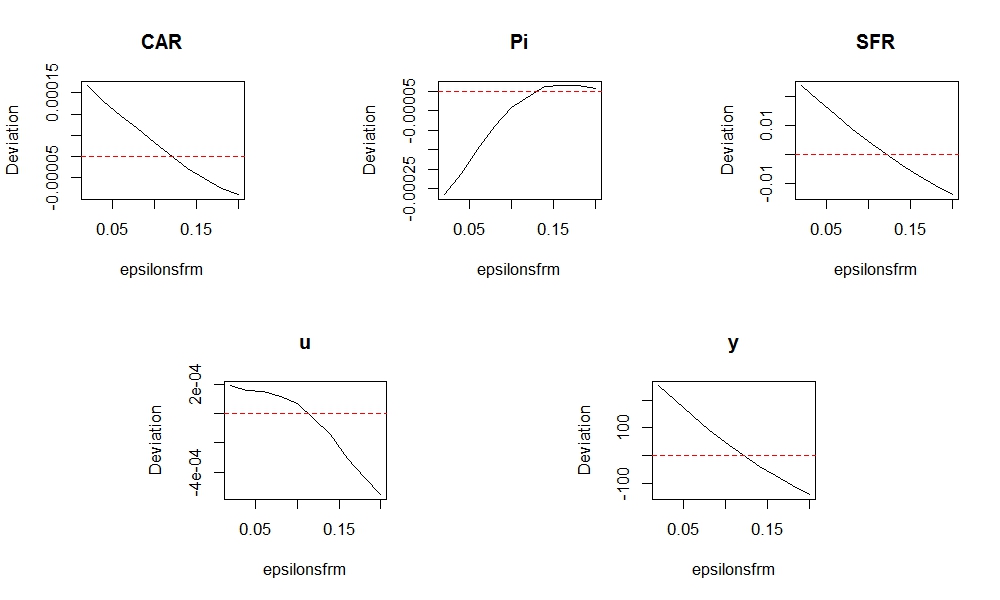 CAR
Deviation
0.00015
-0.00005
0.05
0.15
epsilonsfrm
Pi
Deviation
-0.00005
-0.00025
0.05
0.15
epsilonsfrm
SFR
Deviation
0.01
-0.01
0.05
0.15
epsilonsfrm
u
Deviation
2e-04
-4e-04
0.05
0.15
epsilonsfrm
y
Deviation
100
-100
0.05
0.15
epsilonsfrm